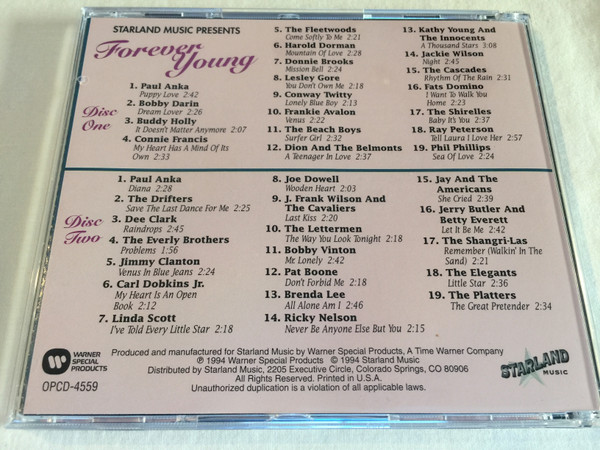 STARLAND MUSIC PRESENTS
Forever
Young
Disc
One
1. Paul Anka
Puppy Love 2:42
2. Bobby Darin
Dream Lover 2:26
3. Buddy Holly
It Doesn't Matter Anymore 2:07
4. Connie Francis
My Heart Has A Mind Of Its
Own 2:33
5. The Fleetwoods
Come Softly To Me 2:21
6. Harold Dorman
Mountain Of Love 2:28
7. Donnie Brooks
Mission Bell 2:24
8. Lesley Gore
You Don't Own Me 2:18
9. Conway Twitty
Lonely Blue Boy 2:13
10. Frankie Avalon
Venus 2:22
11. The Beach Boys
Surfer Girl 2:32
12. Dion And The Belmonts
A Teenager In Love 2:37
13. Kathy Young And The
Innocents
A Thousand Stars 3:08
14. Jackie Wilson
Night 2:45
15. The Cascades
Rhythm Of The Rain 2:31
16. Fats Domino
I Want To Walk You
Home 2:23
17. The Shirelles
Baby It's You 2:37
18. Ray Peterson
Tell Laura I Love Her 2:57
19. Phil Phillips
Sea Of Love 2:24
Disc
Two
1. Paul Anka
Diana 2:28
2. The Drifters
Save The Last Dance For Me 2:25
3. Dee Clark
Raindrops 2:45
4. The Everly Brothers
Problems 1:56
5. Jimmy Clanton
Venus In Blue Jeans 2:24
6. Carl Dobkins Jr.
My Heart Is An Open
Book 2:12
7. Linda Scott
I've Told Every Little Star 2:18
8. Joe Dowell
Wooden Heart 2:03
9. J. Frank Wilson And
The Cavaliers
Last Kiss 2:20
10. The Lettermen
The Way You Look Tonight 2:18
11. Bobby Vinton
Mr. Lonely 2:42
12. Pat Boone
Don't Forbid Me 2:18
13. Brenda Lee
All Alone Am I 2:46
14. Ricky Nelson
Never Be Anyone Else But You 2:15
15. Jay And The
Americans
She Cried 2:39
16. Jerry Butler And
Betty Everett
Let It Be Me 2:42
17. The Shangri-Las
Remember (Walkin' In The
Sand) 2:21
18. The Elegants
Little Star 2:36
19. The Platters
The Great Pretender 2:34
WARNER
SPECIAL
PRODUCTS
OPCD-4559
Produced and manufactured for Starland Music by Warner Special Products, A Time Warner Company
℗ 1994 Warner Special Products © 1994 Starland Music
Distributed by Starland Music, 2205 Executive Circle, Colorado Springs, CO 80906
All Rights Reserved. Printed in U.S.A.
Unauthorized duplication is a violation of all applicable laws.
STARLAND
MUSIC